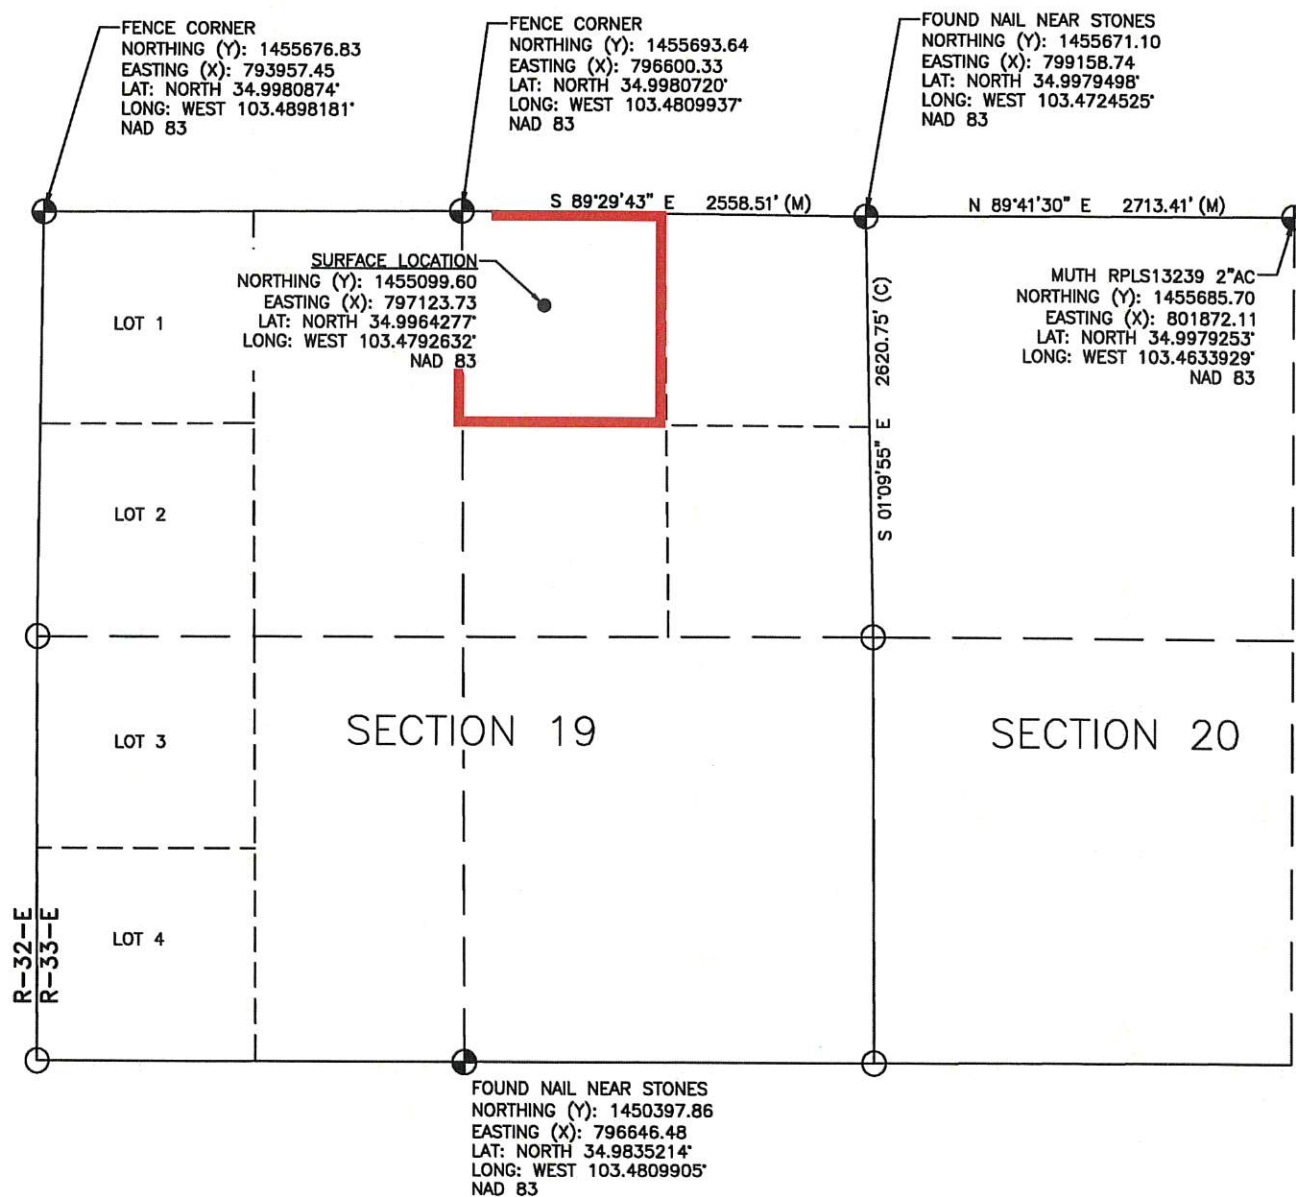 FENCE CORNER
NORTHING (Y): 1455676.83
EASTING (X): 793957.45
LAT: NORTH 34.9980874°
LONG: WEST 103.4898181°
NAD 83
FENCE CORNER
NORTHING (Y): 1455693.64
EASTING (X): 796600.33
LAT: NORTH 34.9980720°
LONG: WEST 103.4809937°
NAD 83
FOUND NAIL NEAR STONES
NORTHING (Y): 1455671.10
EASTING (X): 799158.74
LAT: NORTH 34.9979498°
LONG: WEST 103.4724525°
NAD 83
S 89°29'43" E 2558.51' (M)
N 89°41'30" E 2713.41' (M)
SURFACE LOCATION
NORTHING (Y): 1455099.60
EASTING (X): 797123.73
LAT: NORTH 34.9964277°
LONG: WEST 103.4792632°
NAD 83
MUTH RPLS13239 2"AC
NORTHING (Y): 1455685.70
EASTING (X): 801872.11
LAT: NORTH 34.9979253°
LONG: WEST 103.4633929°
NAD 83
S 01°09'55" E 2620.75' (C)
LOT 1
LOT 2
LOT 3
LOT 4
SECTION 19
SECTION 20
R-32-E
R-33-E
FOUND NAIL NEAR STONES
NORTHING (Y): 1450397.86
EASTING (X): 796646.48
LAT: NORTH 34.9835214°
LONG: WEST 103.4809905°
NAD 83